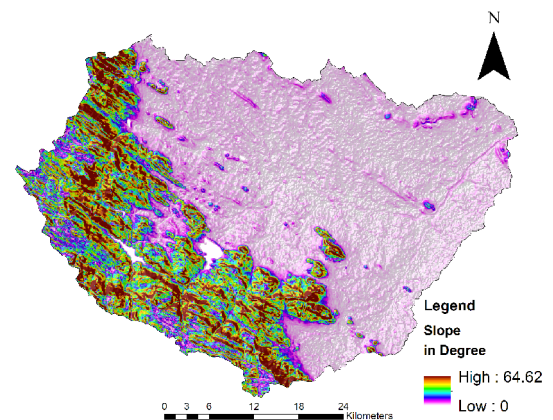 N
Legend
Slope
in Degree
High : 64.62
Low : 0
0 3 6 12 18 24
Kilometers